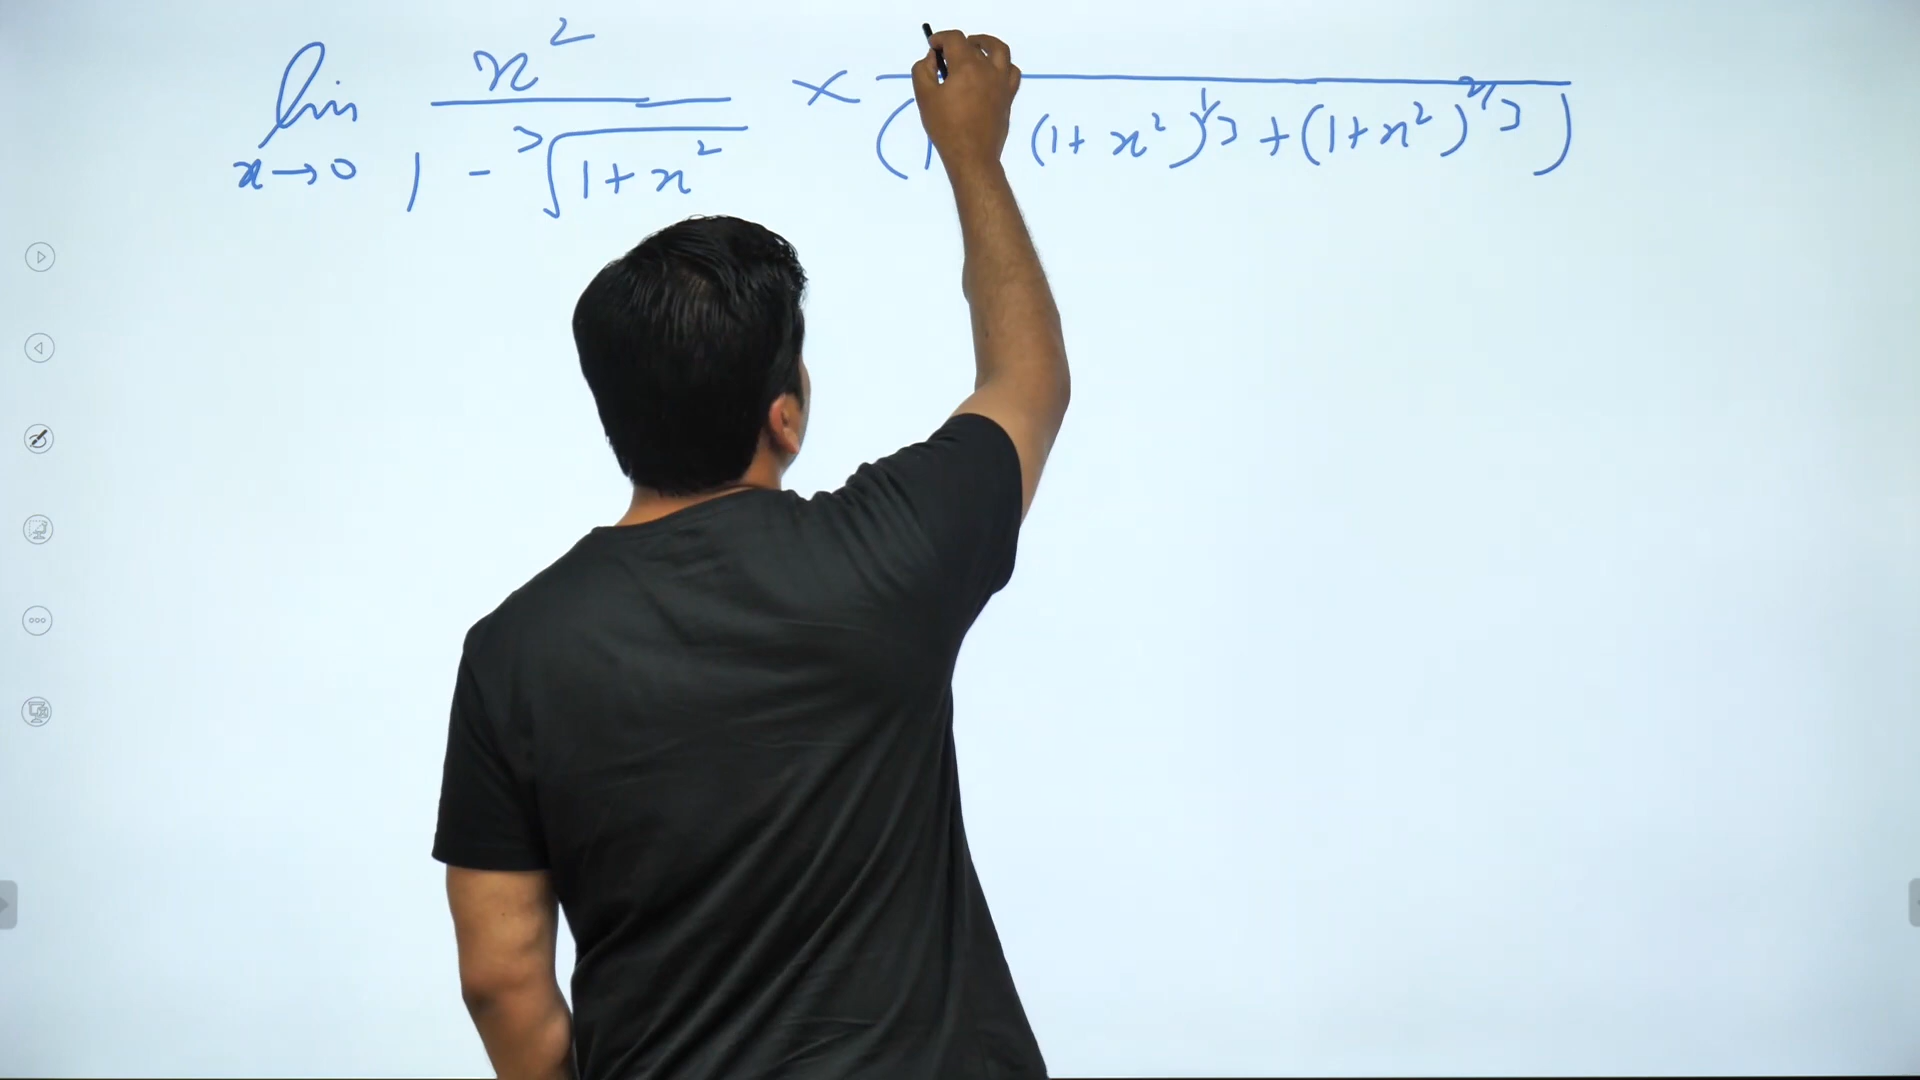 lim x→0 x² / (1 - ³√(1+x²)) × / (1 (1+x²)^1/3 + (1+x²)^2/3)